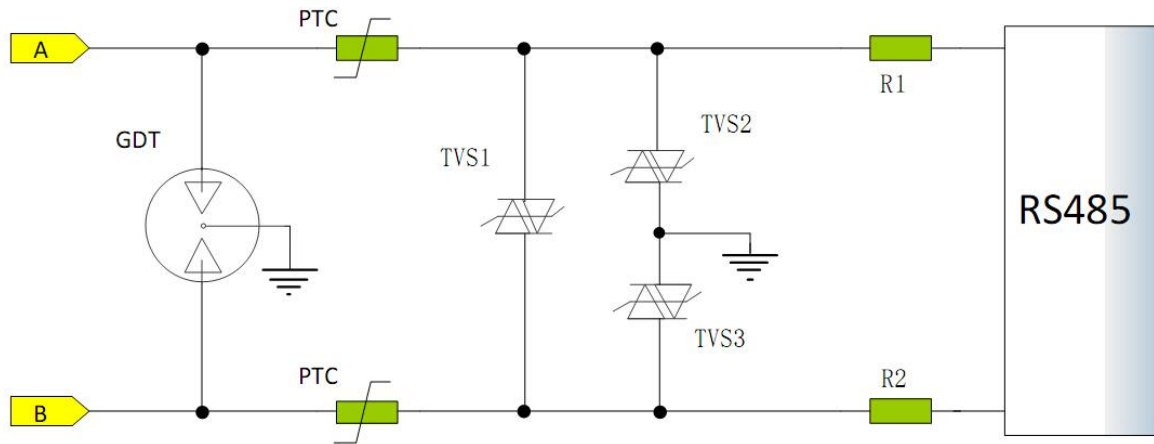 PTC
A
R1
GDT
TVS1
TVS2
RS485
TVS3
PTC
R2
B